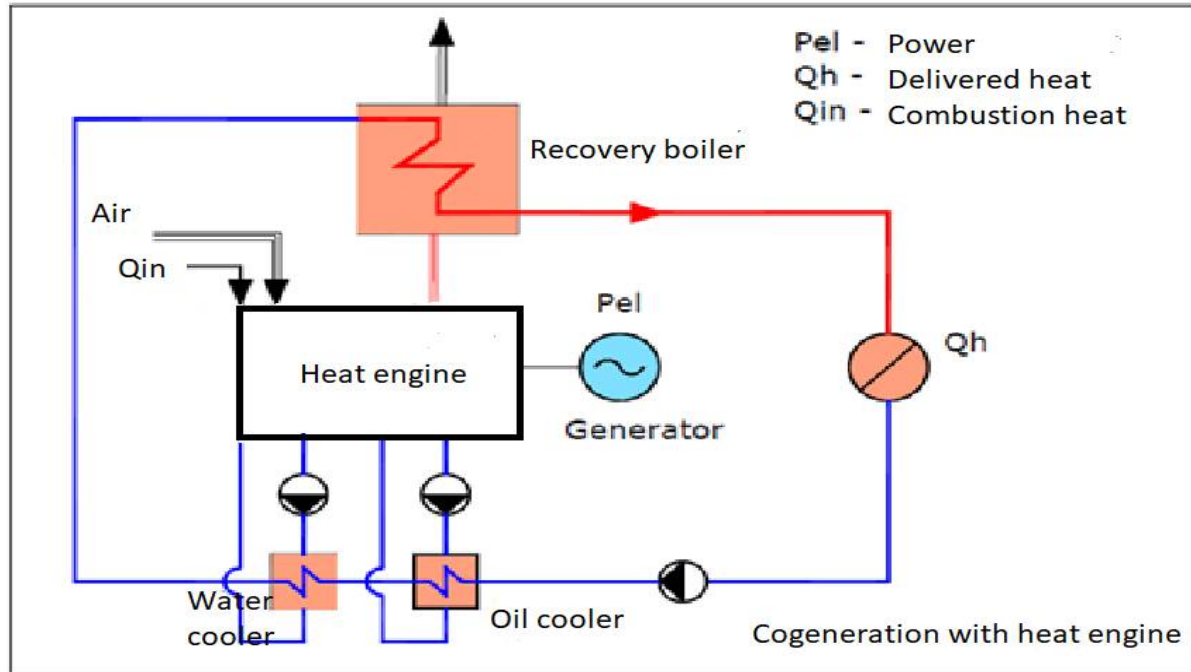 Pel - Power
Qh - Delivered heat
Qin - Combustion heat
Recovery boiler
Air
Qin
Pel
Qh
Heat engine
Generator
Water
cooler
Oil cooler
Cogeneration with heat engine